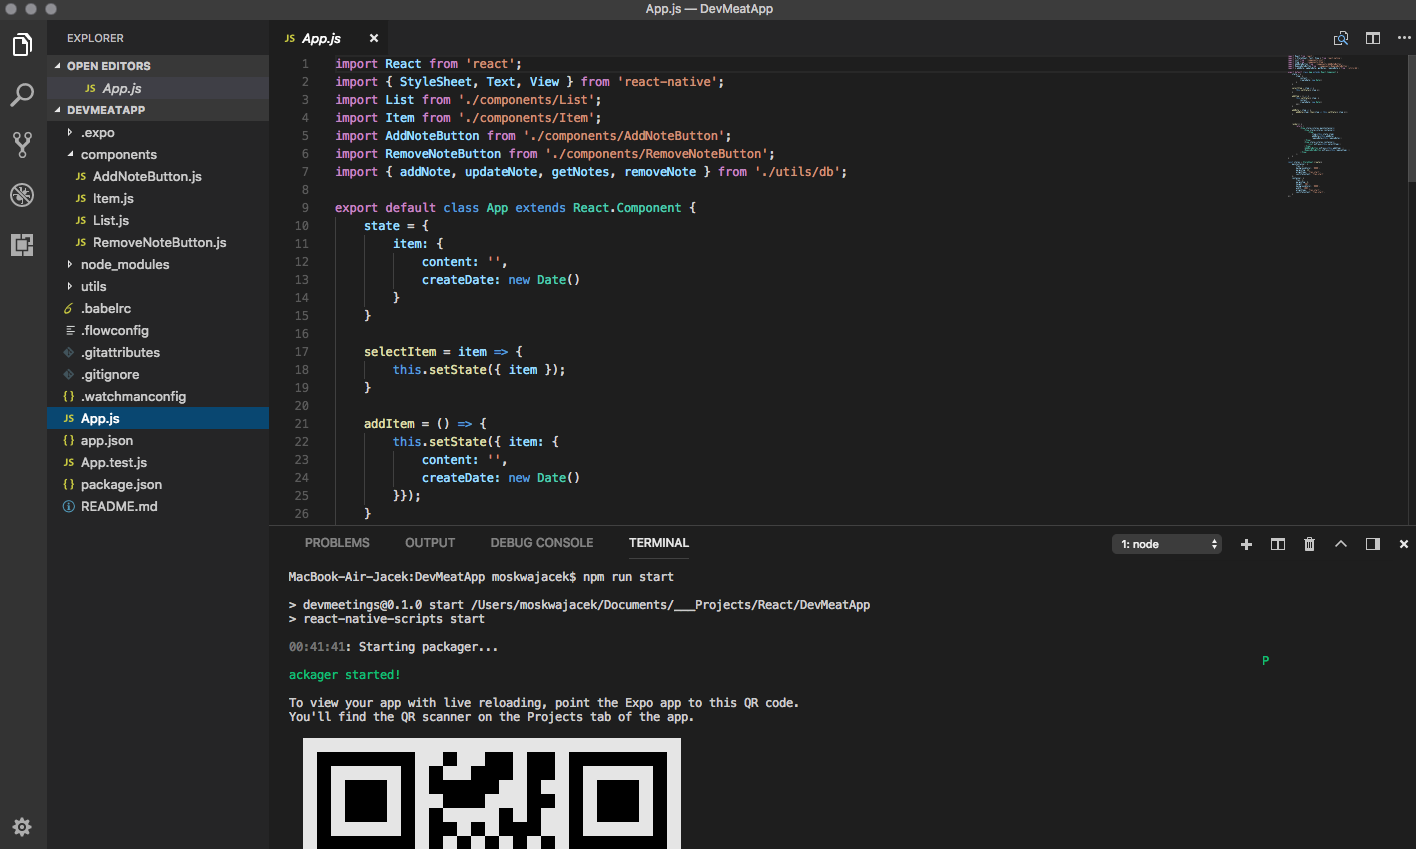 App.js — DevMeatApp
EXPLORER
OPEN EDITORS
JS App.js
DEVMEATAPP
.expo
components
JS AddNoteButton.js
JS Item.js
JS List.js
JS RemoveNoteButton.js
node_modules
utils
.babelrc
.flowconfig
.gitattributes
.gitignore
{} .watchmanconfig
JS App.js
{} app.json
JS App.test.js
{} package.json
README.md
JS App.js
1 import React from 'react';
2 import { StyleSheet, Text, View } from 'react-native';
3 import List from './components/List';
4 import Item from './components/Item';
5 import AddNoteButton from './components/AddNoteButton';
6 import RemoveNoteButton from './components/RemoveNoteButton';
7 import { addNote, updateNote, getNotes, removeNote } from './utils/db';
8
9 export default class App extends React.Component {
10 state = {
11 item: {
12 content: '',
13 createDate: new Date()
14 }
15 }
16
17 selectItem = item => {
18 this.setState({ item });
19 }
20
21 addItem = () => {
22 this.setState({ item: {
23 content: '',
24 createDate: new Date()
25 }});
26 }
PROBLEMS OUTPUT DEBUG CONSOLE TERMINAL 1: node
MacBook-Air-Jacek:DevMeatApp moskwajacek$ npm run start
> devmeetings@0.1.0 start /Users/moskwajacek/Documents/___Projects/React/DevMeatApp
> react-native-scripts start
00:41:41: Starting packager...
P
ackager started!
To view your app with live reloading, point the Expo app to this QR code.
You'll find the QR scanner on the Projects tab of the app.